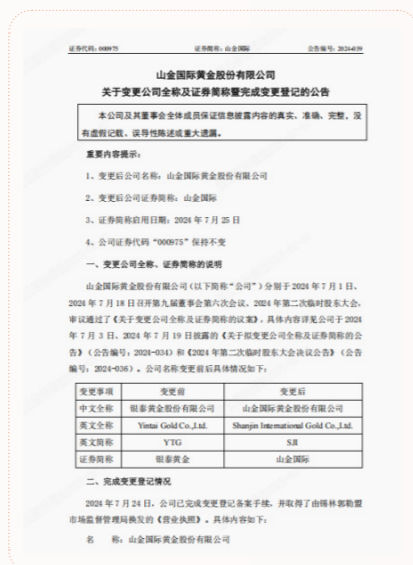 证券代码：000975 证券简称：山金国际 公告编号：2024-039
山金国际黄金股份有限公司
关于变更公司全称及证券简称暨完成变更登记的公告
本公司及其董事会全体成员保证信息披露内容的真实、准确、完整，没
有虚假记载、误导性陈述或重大遗漏。
重要内容提示：
1、变更后公司名称：山金国际黄金股份有限公司
2、变更后公司证券简称：山金国际
3、证券简称启用日期：2024 年 7 月 25 日
4、公司证券代码“000975”保持不变
一、变更公司全称、证券简称的说明
山金国际黄金股份有限公司（以下简称“公司”）分别于 2024 年 7 月 1 日、
2024 年 7 月 18 日召开第九届董事会第六次会议、2024 年第二次临时股东大会，
审议通过了《关于变更公司全称及证券简称的议案》，具体内容详见公司于 2024
年 7 月 3 日、2024 年 7 月 19 日披露的《关于拟变更公司全称及证券简称的公
告》（公告编号：2024-034）和《2024 年第二次临时股东大会决议公告》（公告
编号：2024-036）。公司名称变更前后具体情况如下：
变更事项 变更前 变更后
中文全称 银泰黄金股份有限公司 山金国际黄金股份有限公司
英文全称 Yintai Gold Co.,Ltd. Shanjin International Gold Co.,Ltd.
英文简称 YTG SJI
证券简称 银泰黄金 山金国际
二、完成变更登记情况
2024 年 7 月 24 日，公司已完成变更登记备案手续，并取得了由锡林郭勒盟
市场监督管理局换发的《营业执照》。具体内容如下：
名 称：山金国际黄金股份有限公司